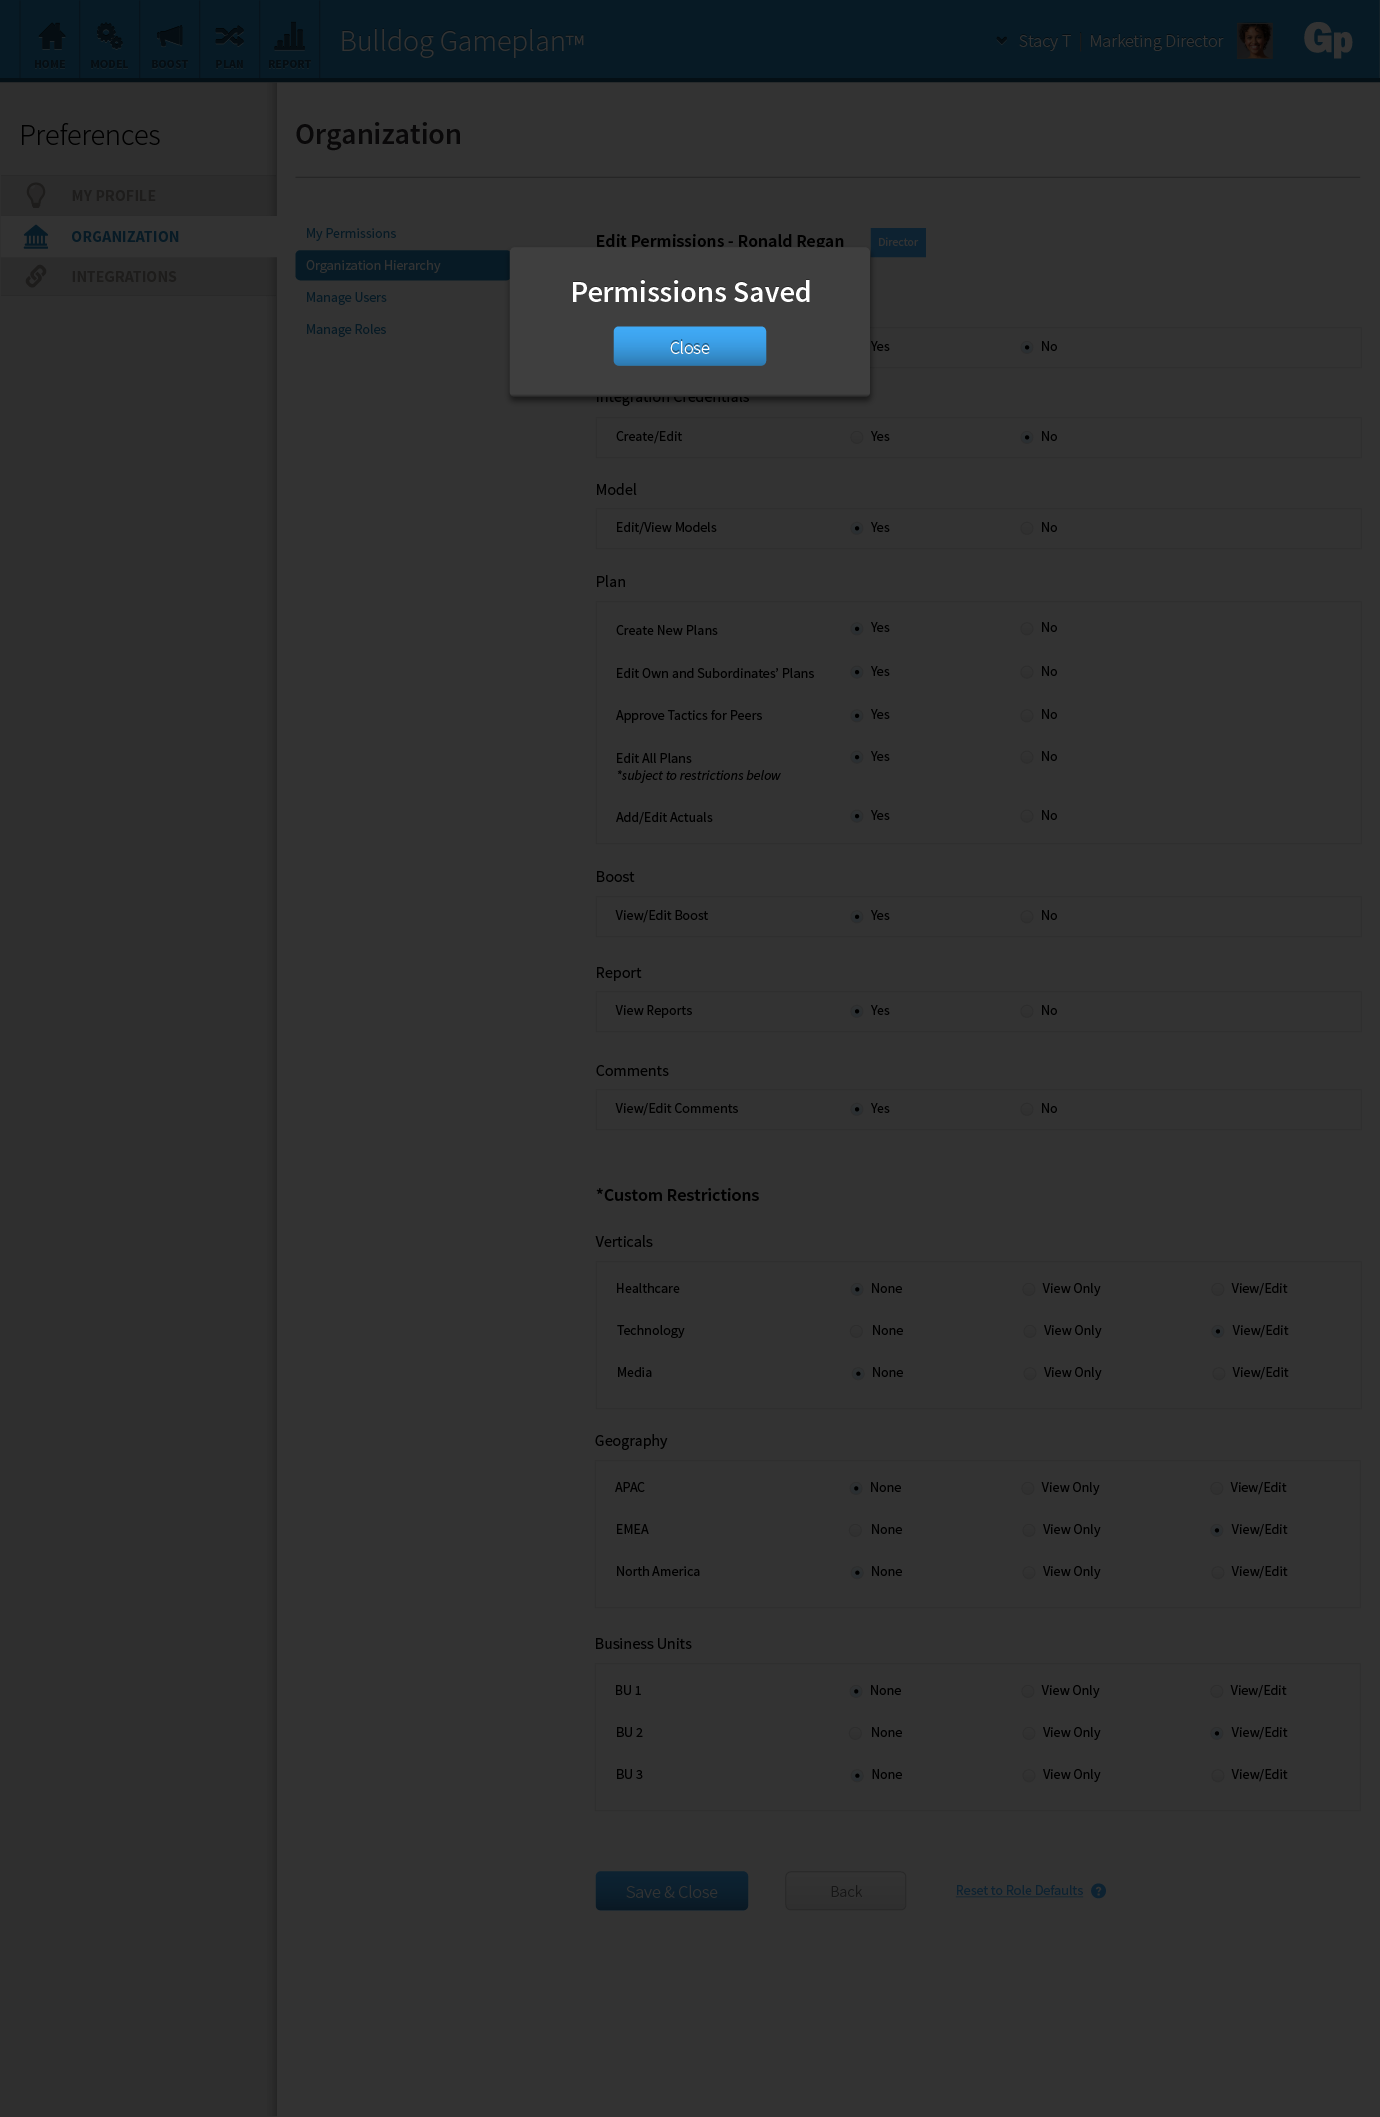 HOME MODEL BOOST PLAN REPORT
Bulldog Gameplan™
Stacy T | Marketing Director
Gp
Preferences
MY PROFILE
ORGANIZATION
INTEGRATIONS
Organization
My Permissions
Organization Hierarchy
Manage Users
Manage Roles
Edit Permissions - Ronald Regan
Director
Permissions Saved
Close
Yes No
Integration Credentials
Create/Edit Yes No
Model
Edit/View Models Yes No
Plan
Create New Plans Yes No
Edit Own and Subordinates' Plans Yes No
Approve Tactics for Peers Yes No
Edit All Plans Yes No
*subject to restrictions below
Add/Edit Actuals Yes No
Boost
View/Edit Boost Yes No
Report
View Reports Yes No
Comments
View/Edit Comments Yes No
*Custom Restrictions
Verticals
Healthcare None View Only View/Edit
Technology None View Only View/Edit
Media None View Only View/Edit
Geography
APAC None View Only View/Edit
EMEA None View Only View/Edit
North America None View Only View/Edit
Business Units
BU 1 None View Only View/Edit
BU 2 None View Only View/Edit
BU 3 None View Only View/Edit
Save & Close
Back
Reset to Role Defaults ?